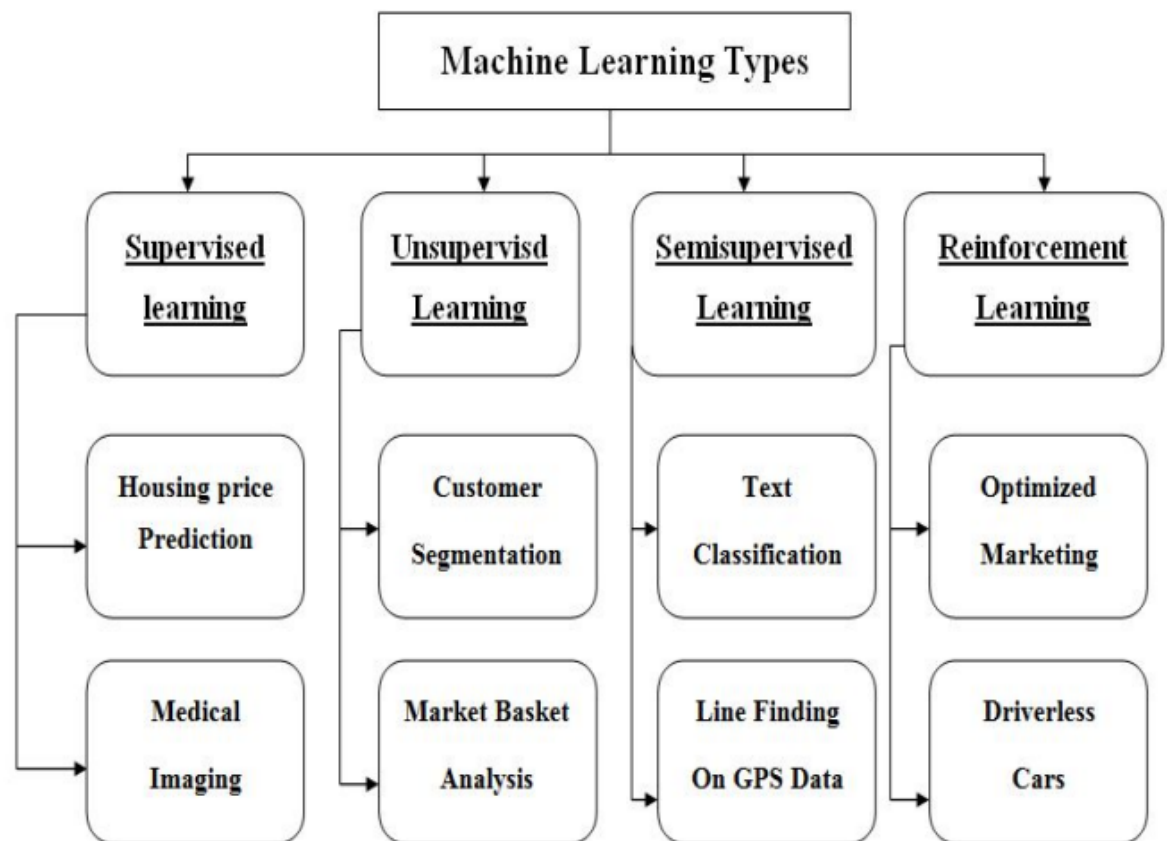 Machine Learning Types
Supervised
learning
Unsupervisd
Learning
Semisupervised
Learning
Reinforcement
Learning
Housing price
Prediction
Customer
Segmentation
Text
Classification
Optimized
Marketing
Medical
Imaging
Market Basket
Analysis
Line Finding
On GPS Data
Driverless
Cars